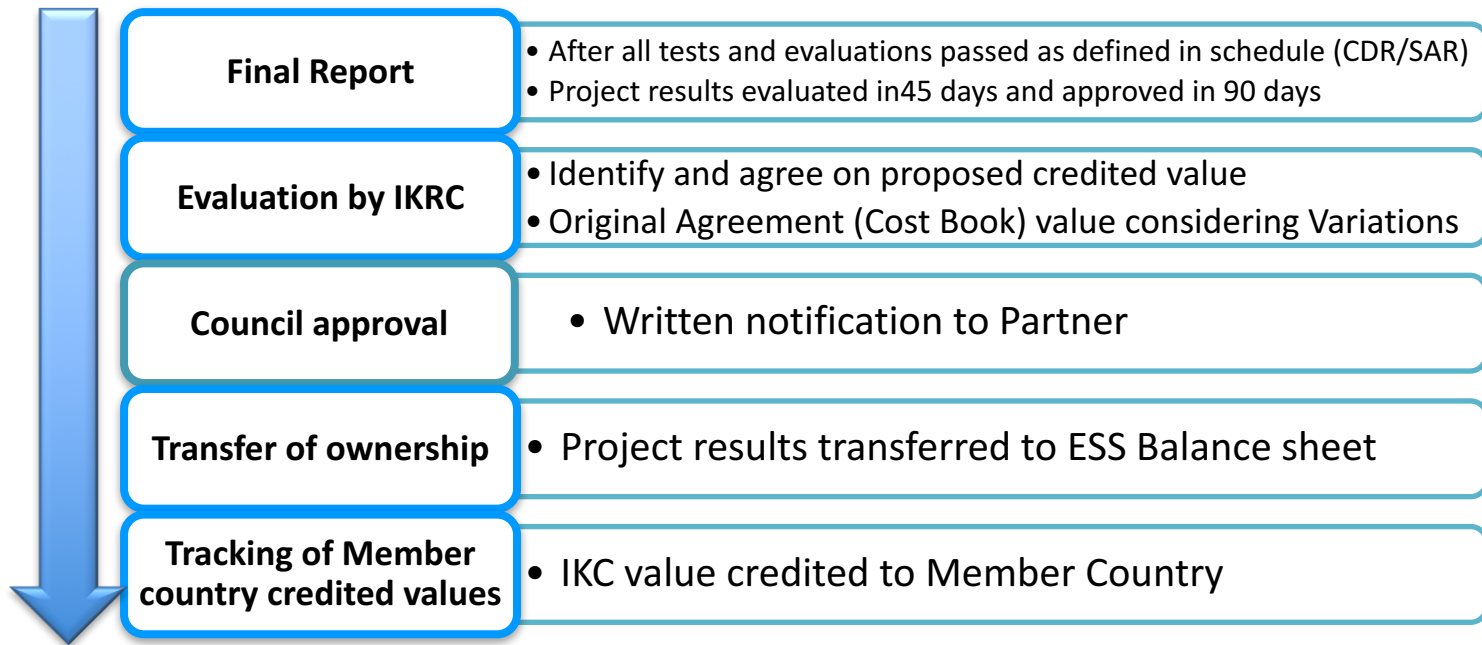 Final Report
• After all tests and evaluations passed as defined in schedule (CDR/SAR)
• Project results evaluated in45 days and approved in 90 days
Evaluation by IKRC
• Identify and agree on proposed credited value
• Original Agreement (Cost Book) value considering Variations
Council approval
• Written notification to Partner
Transfer of ownership
• Project results transferred to ESS Balance sheet
Tracking of Member
country credited values
• IKC value credited to Member Country